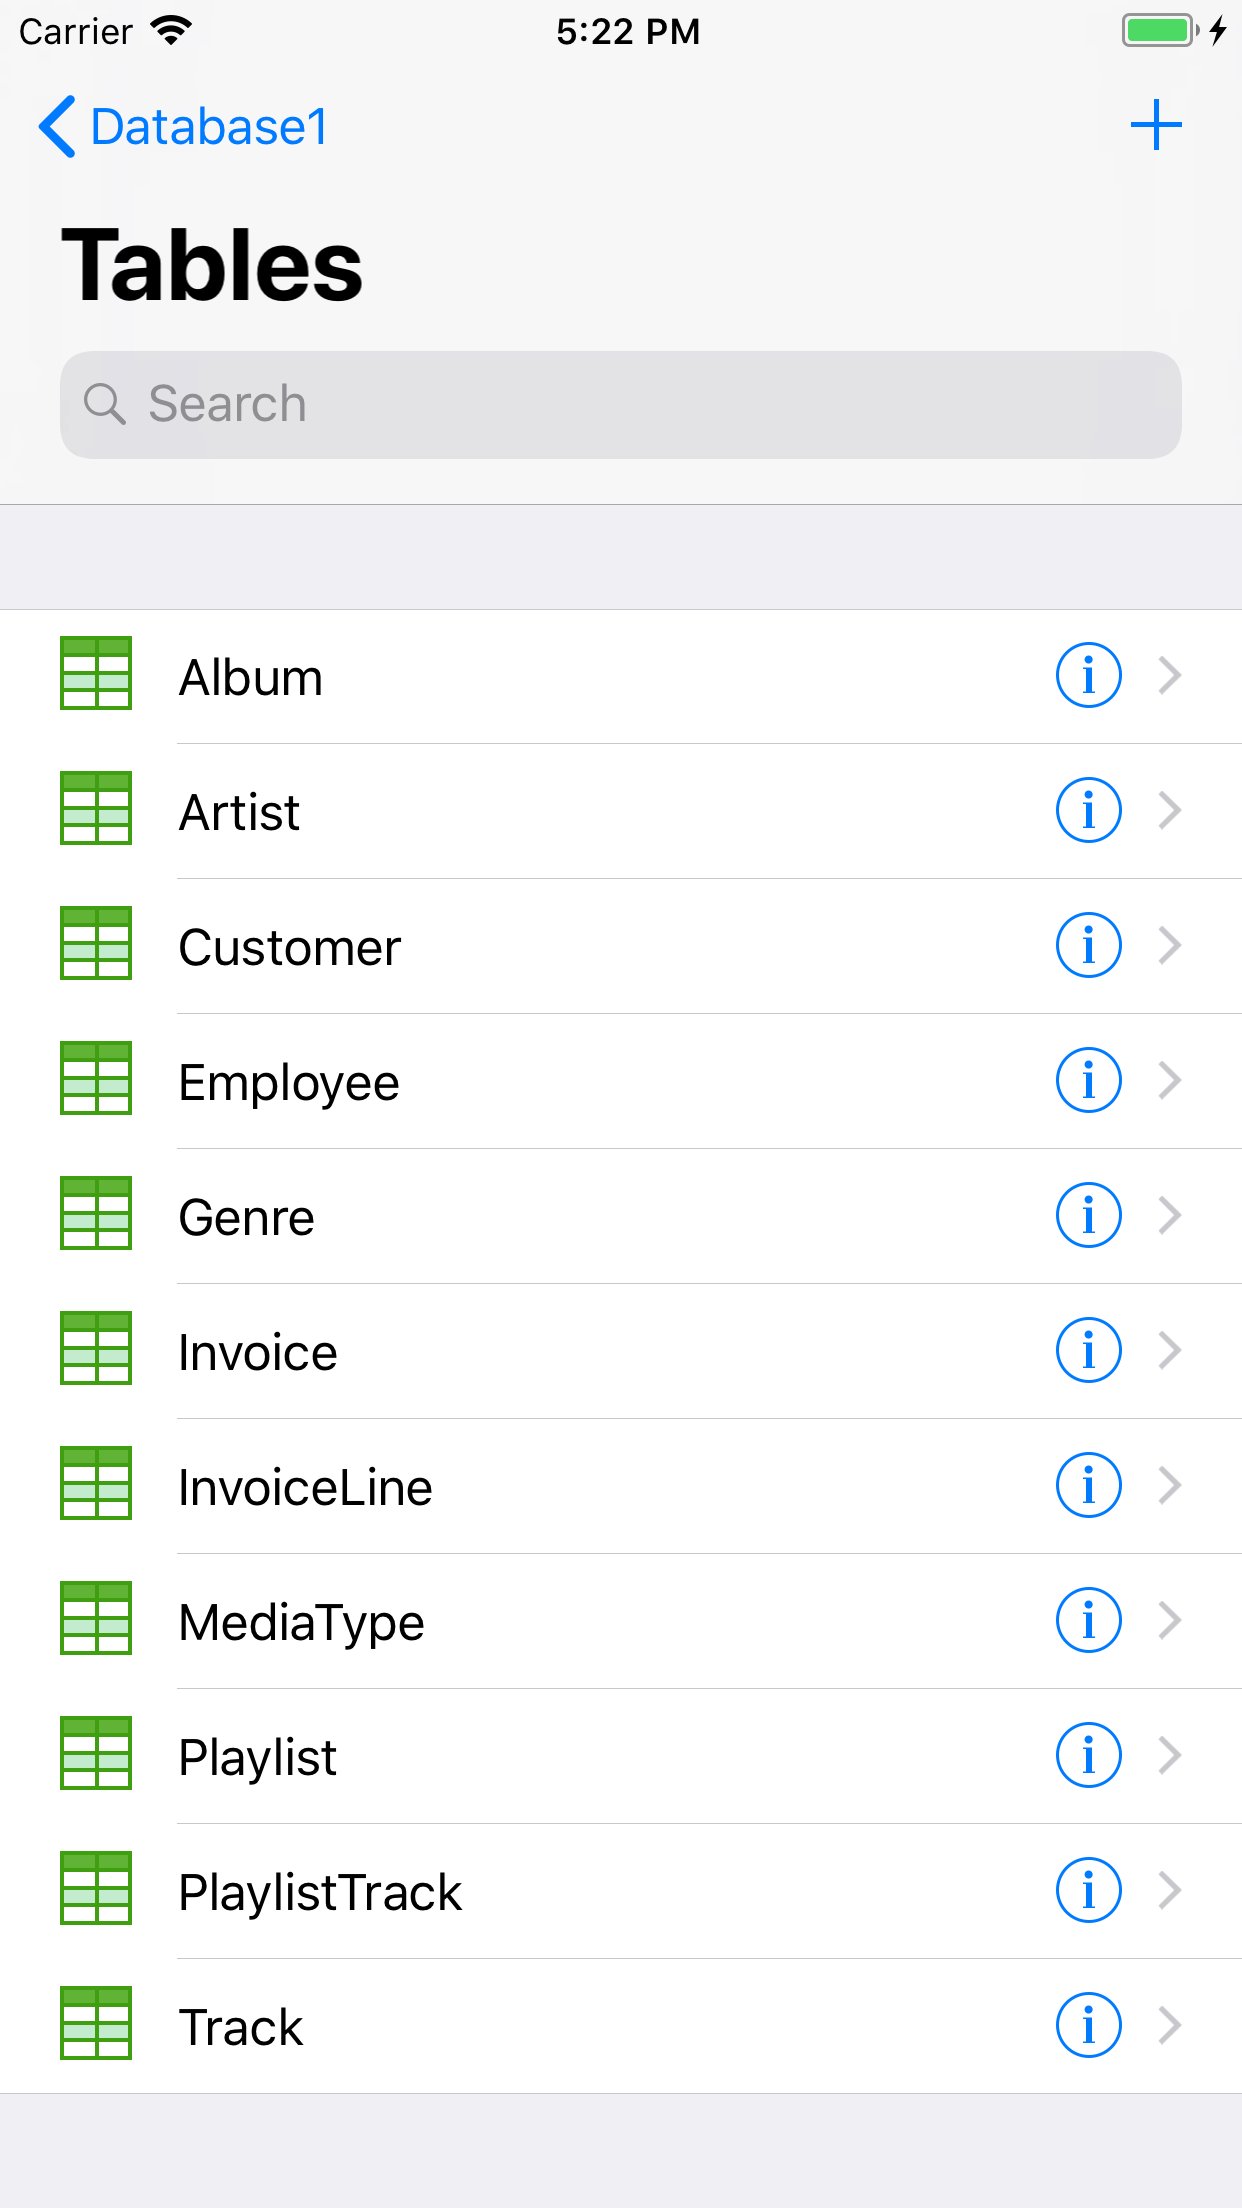 Carrier 5:22 PM
Database1
Tables
Search
Album
Artist
Customer
Employee
Genre
Invoice
InvoiceLine
MediaType
Playlist
PlaylistTrack
Track